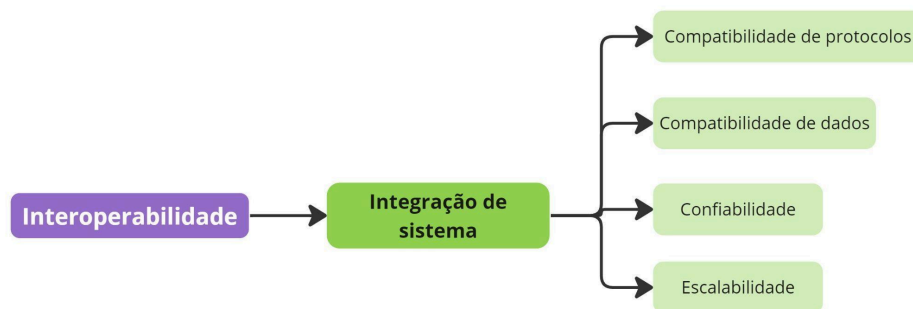 Compatibilidade de protocolos
Compatibilidade de dados
Interoperabilidade
Integração de
sistema
Confiabilidade
Escalabilidade